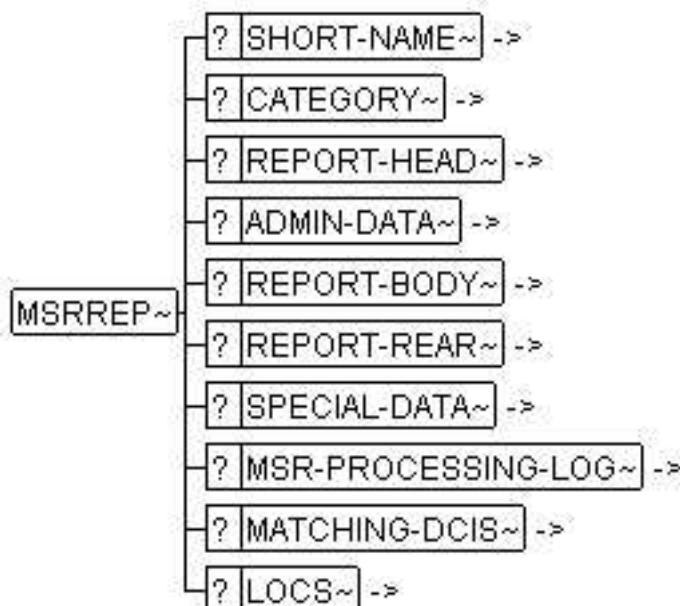 ? SHORT-NAME~ ->
? CATEGORY~ ->
? REPORT-HEAD~ ->
? ADMIN-DATA~ ->
? REPORT-BODY~ ->
MSRREP~
? REPORT-REAR~ ->
? SPECIAL-DATA~ ->
? MSR-PROCESSING-LOG~ ->
? MATCHING-DCIS~ ->
? LOCS~ ->